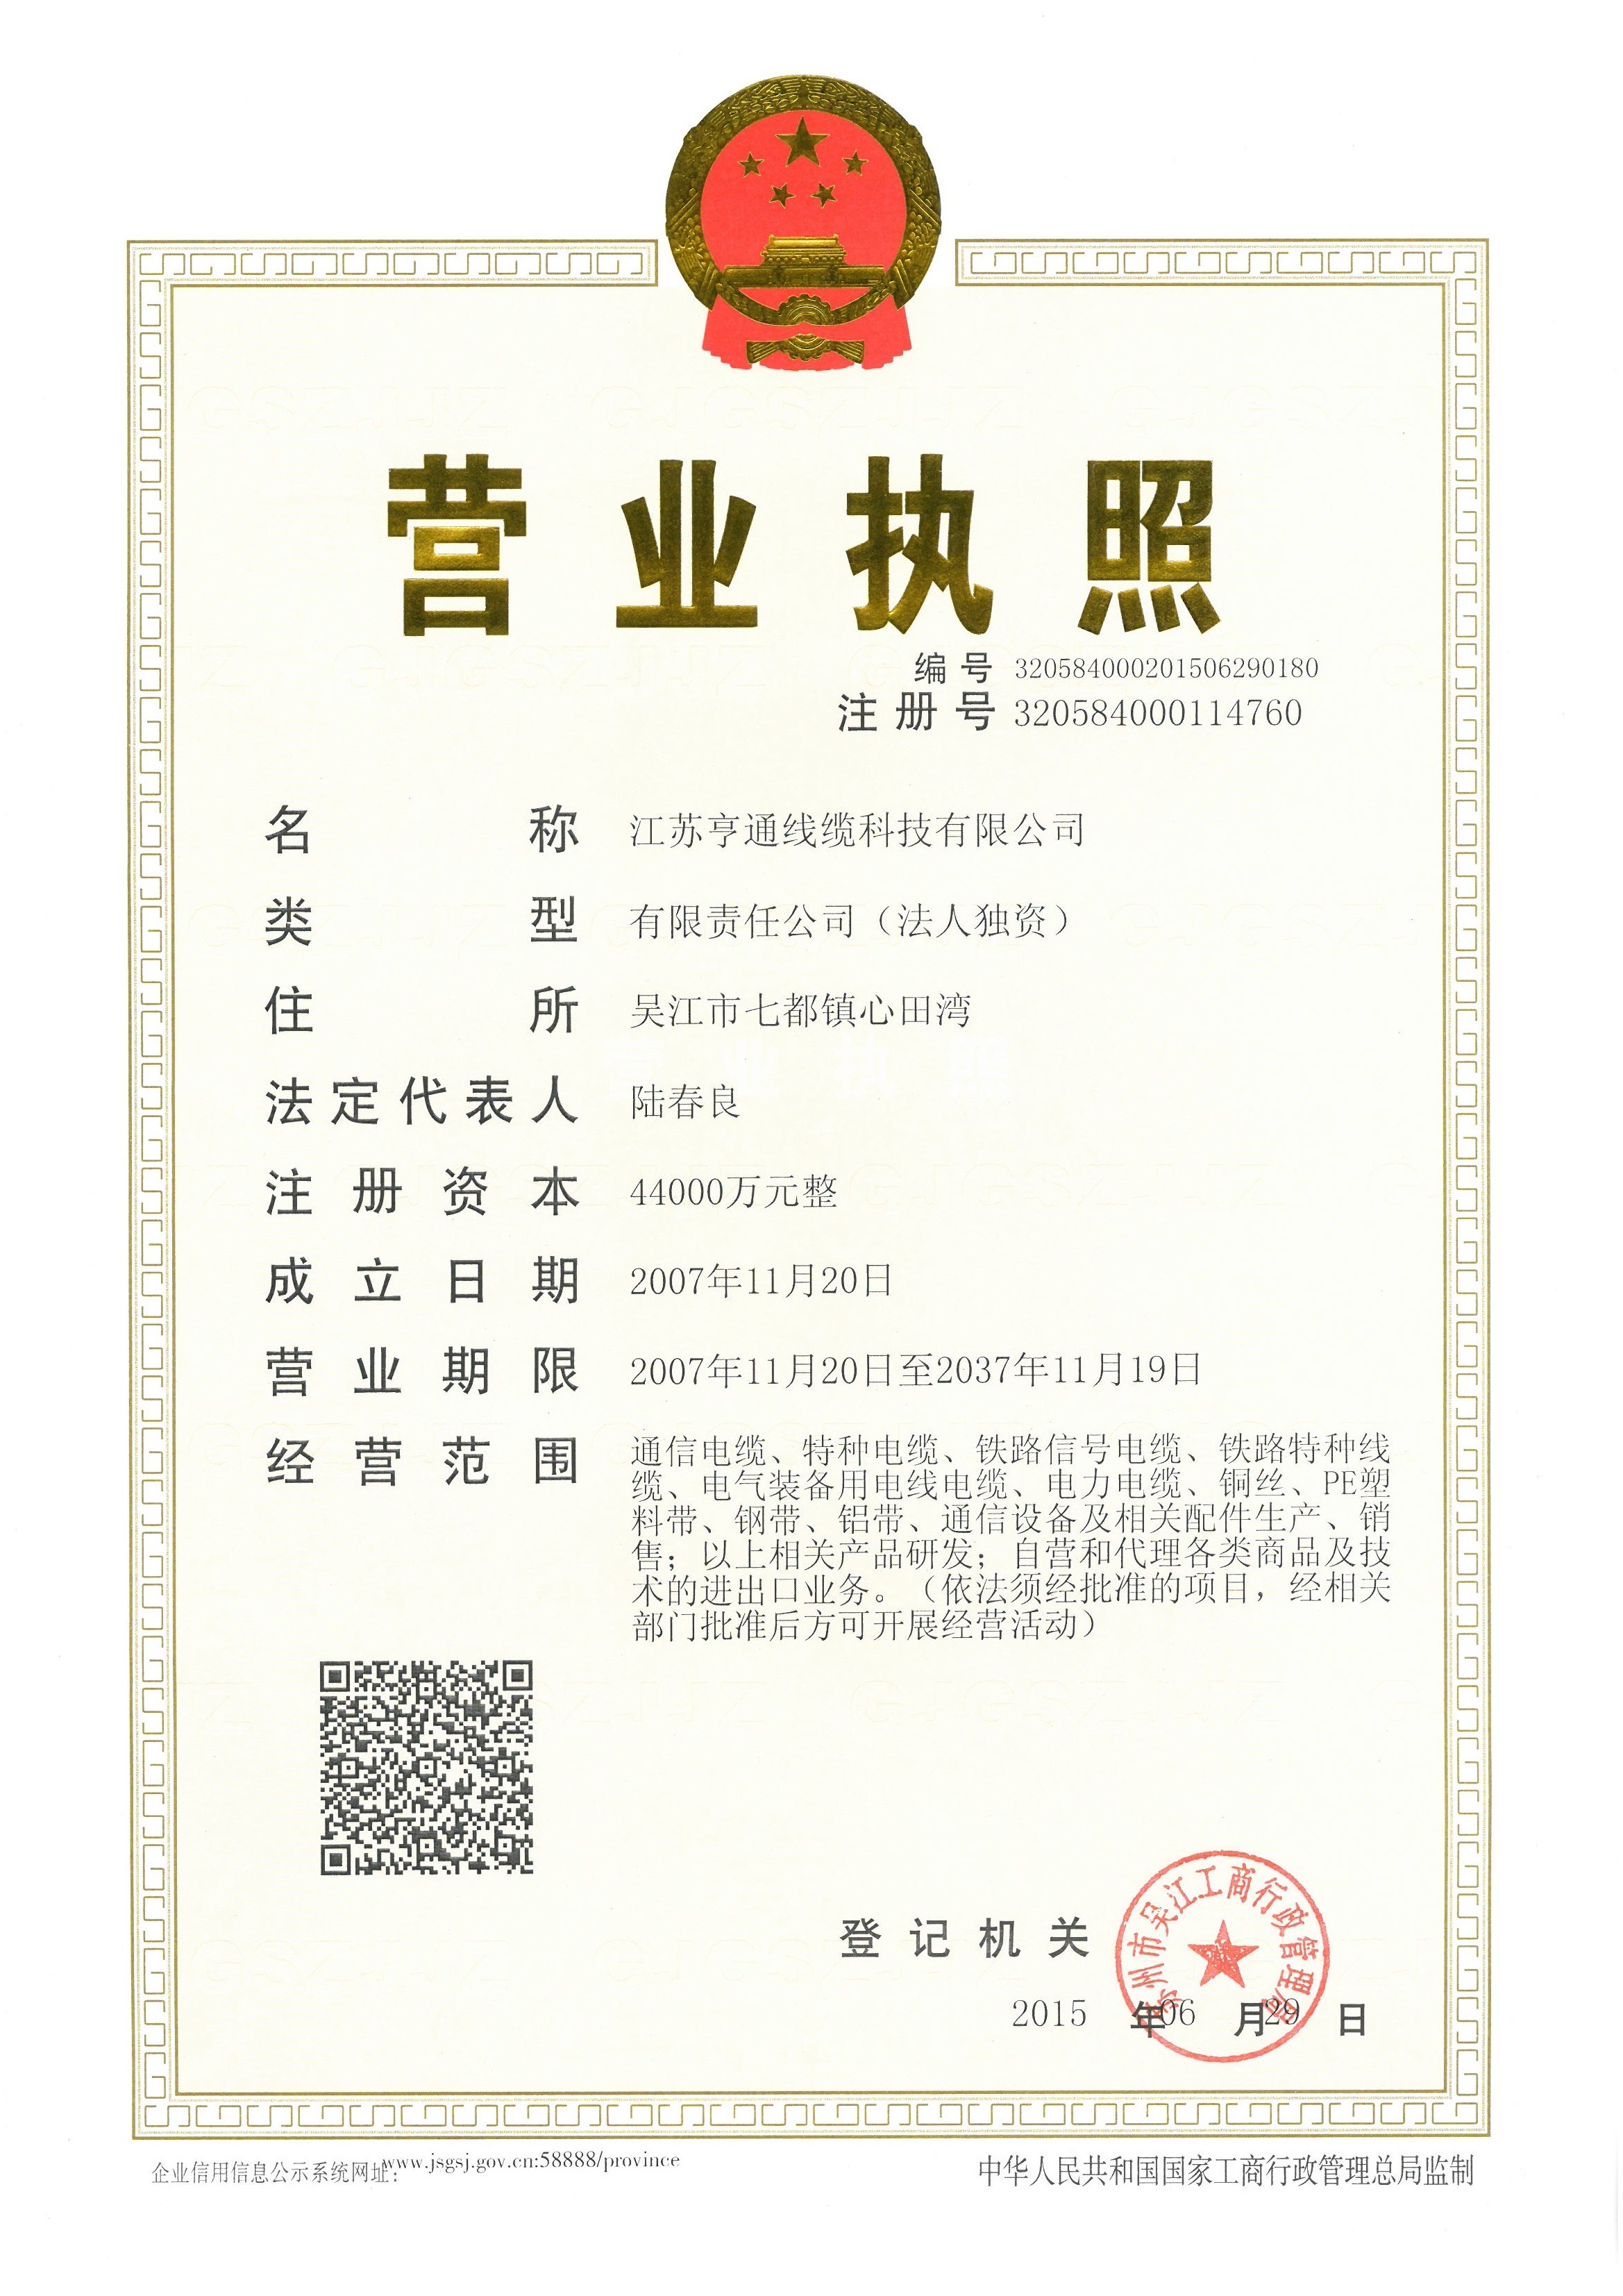 营业执照
编号 320584000201506290180
注册号 320584000114760
名称 江苏亨通线缆科技有限公司
类型 有限责任公司（法人独资）
住所 吴江市七都镇心田湾
法定代表人 陆春良
注册资本 44000万元整
成立日期 2007年11月20日
营业期限 2007年11月20日至2037年11月19日
经营范围 通信电缆、特种电缆、铁路信号电缆、铁路特种线
缆、电气装备用电线电缆、电力电缆、铜丝、PE塑
料带、钢带、铝带、通信设备及相关配件生产、销
售；以上相关产品研发；自营和代理各类商品及技
术的进出口业务。（依法须经批准的项目，经相关
部门批准后方可开展经营活动）
登记机关
苏州市吴江工商行政管理局
2015年06月29日
企业信用信息公示系统网址：www.jsgsj.gov.cn:58888/province
中华人民共和国国家工商行政管理总局监制